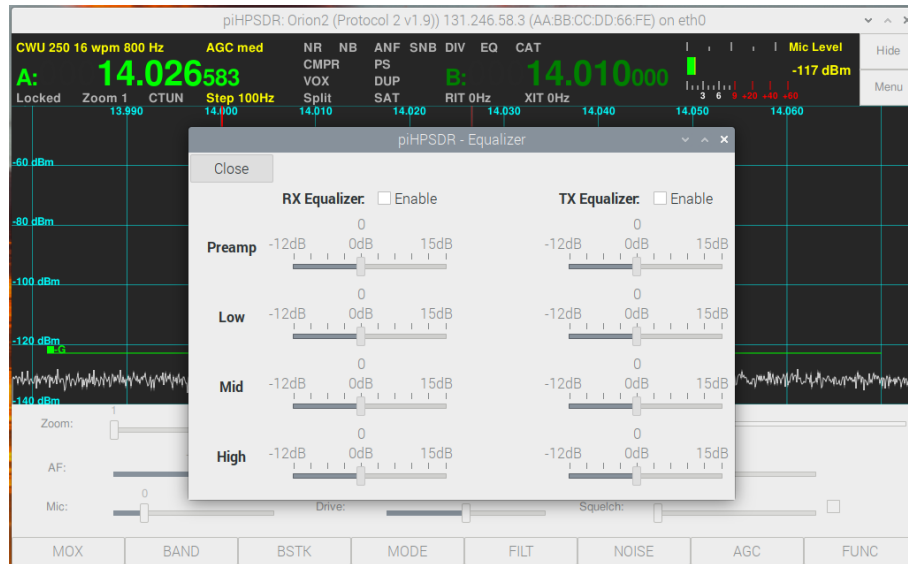 piHPSDR: Orion2 (Protocol 2 v1.9)) 131.246.58.3 (AA:BB:CC:DD:66:FE) on eth0
CWU 250 16 wpm 800 Hz AGC med NR NB ANF SNB DIV EQ CAT Mic Level Hide
CMPR PS
A: 14.026583 VOX DUP B: 14.010000 -117 dBm
Locked Zoom 1 CTUN Step 100Hz Split SAT RIT 0Hz XIT 0Hz 3 6 9 +20 +40 +60 Menu
13.990 14.000 14.010 14.020 14.030 14.040 14.050 14.060
piHPSDR - Equalizer
Close
-60 dBm
RX Equalizer: Enable TX Equalizer: Enable
-80 dBm
0 0
Preamp -12dB 0dB 15dB -12dB 0dB 15dB
-100 dBm
0 0
Low -12dB 0dB 15dB -12dB 0dB 15dB
-120 dBm
-G
0 0
Mid -12dB 0dB 15dB -12dB 0dB 15dB
-140 dBm
Zoom: 1
0 0
High -12dB 0dB 15dB -12dB 0dB 15dB
AF:
Mic: 0 Drive: Squelch:
MOX BAND BSTK MODE FILT NOISE AGC FUNC